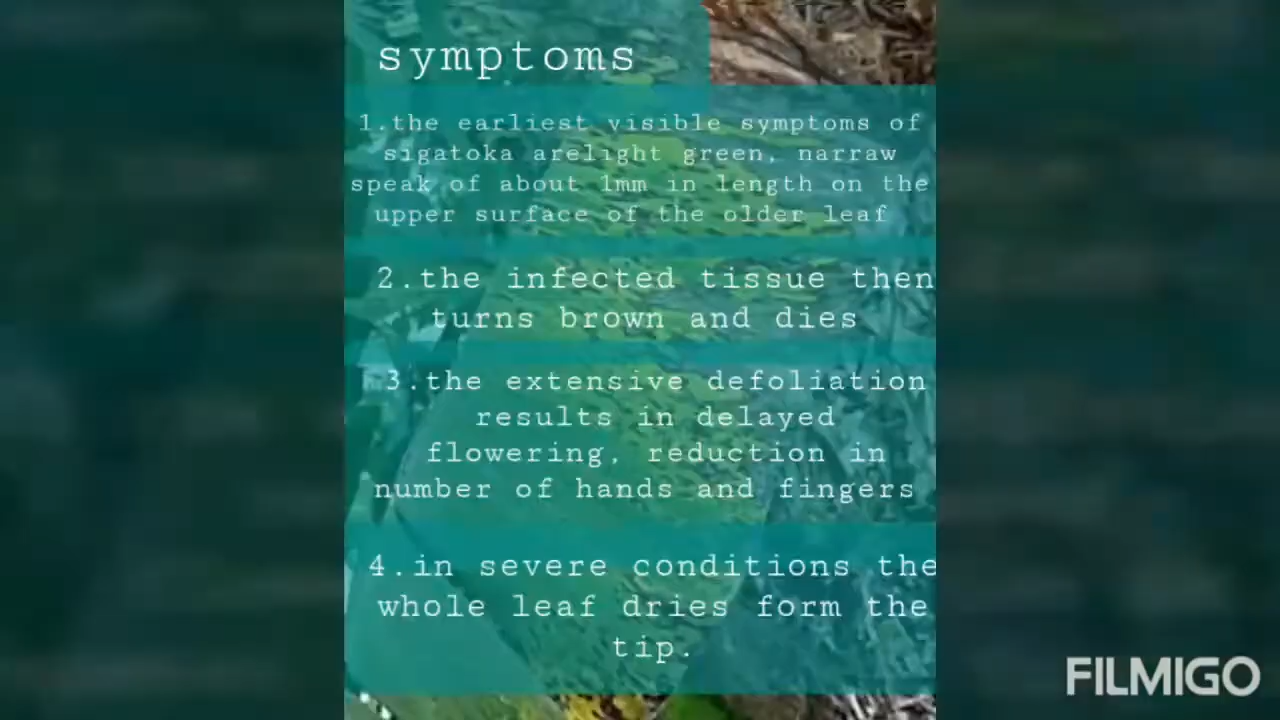 symptoms
1.the earliest visible symptoms of
sigatoka arelight green, narraw
speak of about 1mm in length on the
upper surface of the older leaf
2.the infected tissue then
turns brown and dies
3.the extensive defoliation
results in delayed
flowering, reduction in
number of hands and fingers
4.in severe conditions the
whole leaf dries form the
tip.
FILMIGO